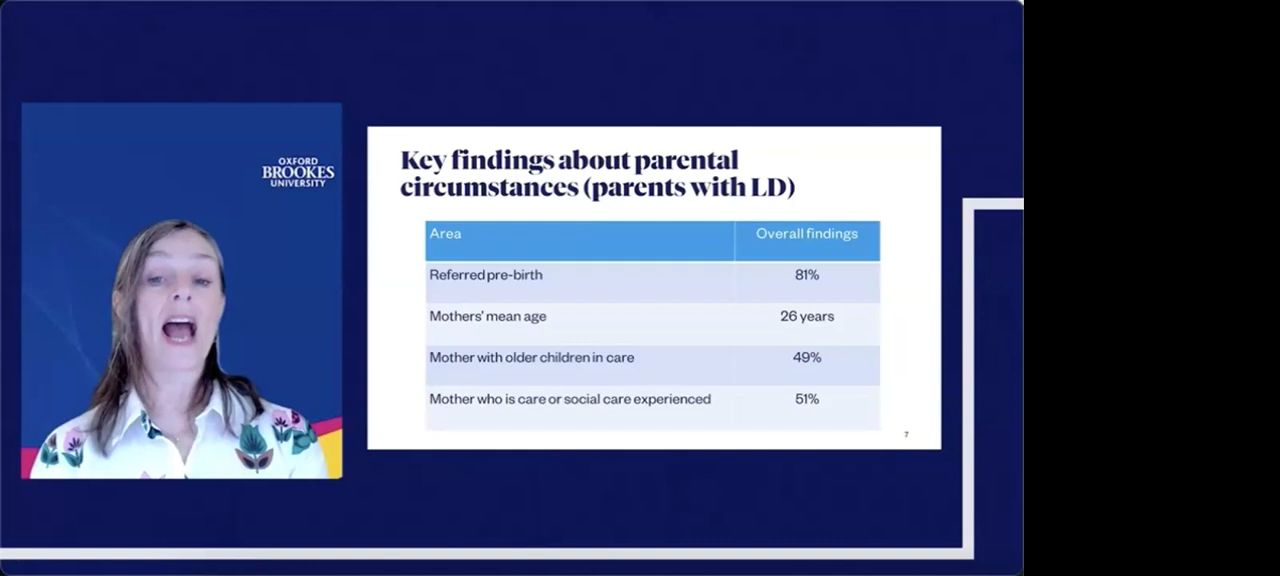 OXFORD
BROOKES
UNIVERSITY
Key findings about parental
circumstances (parents with LD)
Area Overall findings
Referred pre-birth 81%
Mothers' mean age 26 years
Mother with older children in care 49%
Mother who is care or social care experienced 51%
7